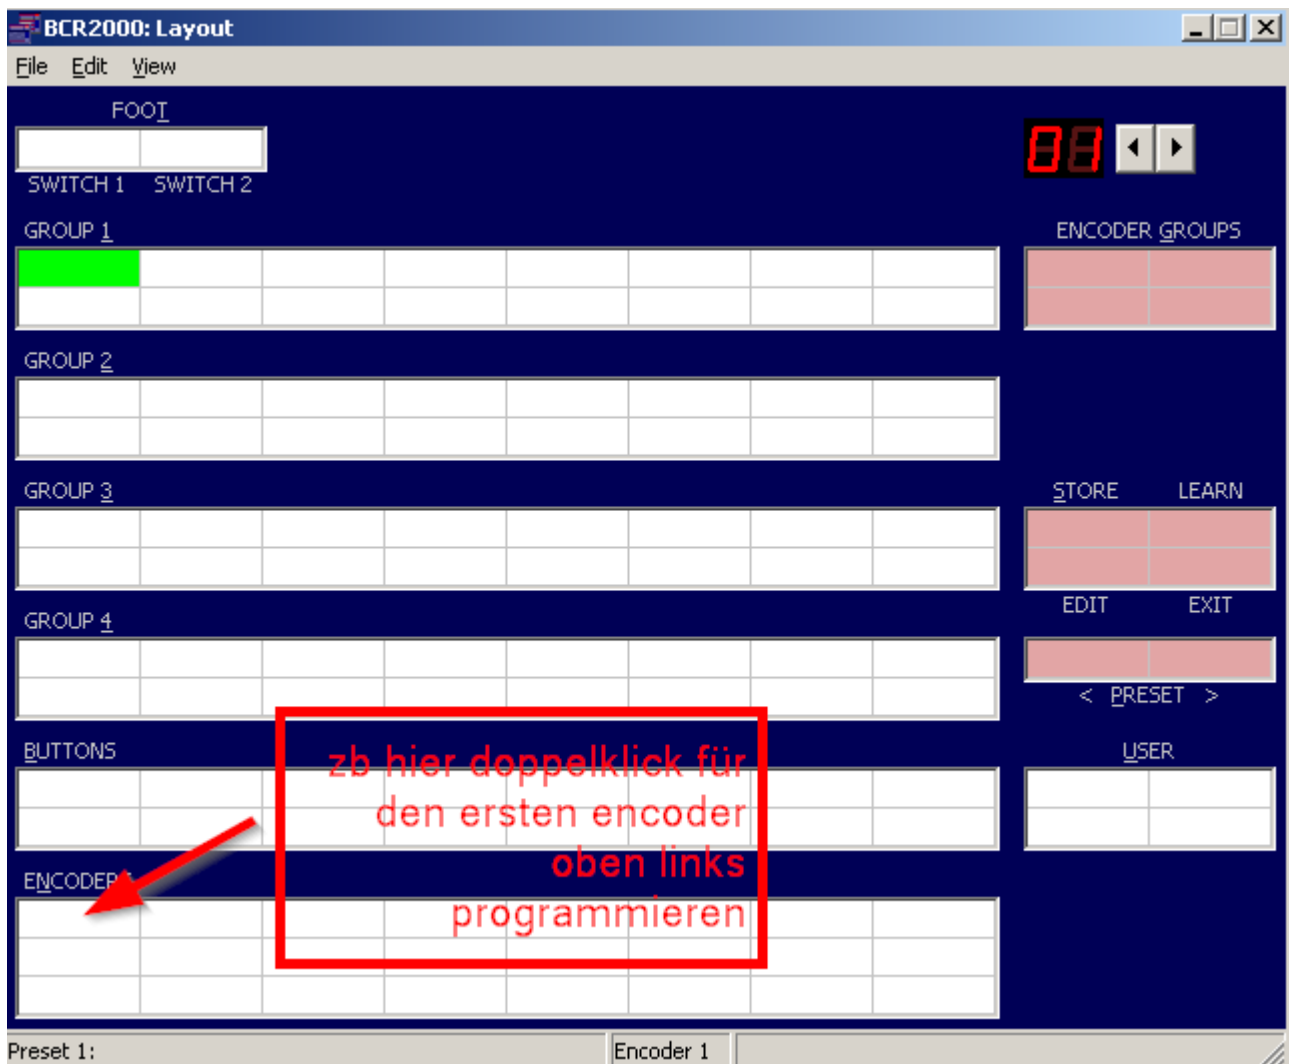 BCR2000: Layout
File Edit View
FOOT
SWITCH 1 SWITCH 2
01
GROUP 1
ENCODER GROUPS
GROUP 2
GROUP 3
STORE LEARN
EDIT EXIT
GROUP 4
< PRESET >
BUTTONS
USER
zb hier doppelklick für
den ersten encoder
oben links
programmieren
ENCODERS
Preset 1:
Encoder 1